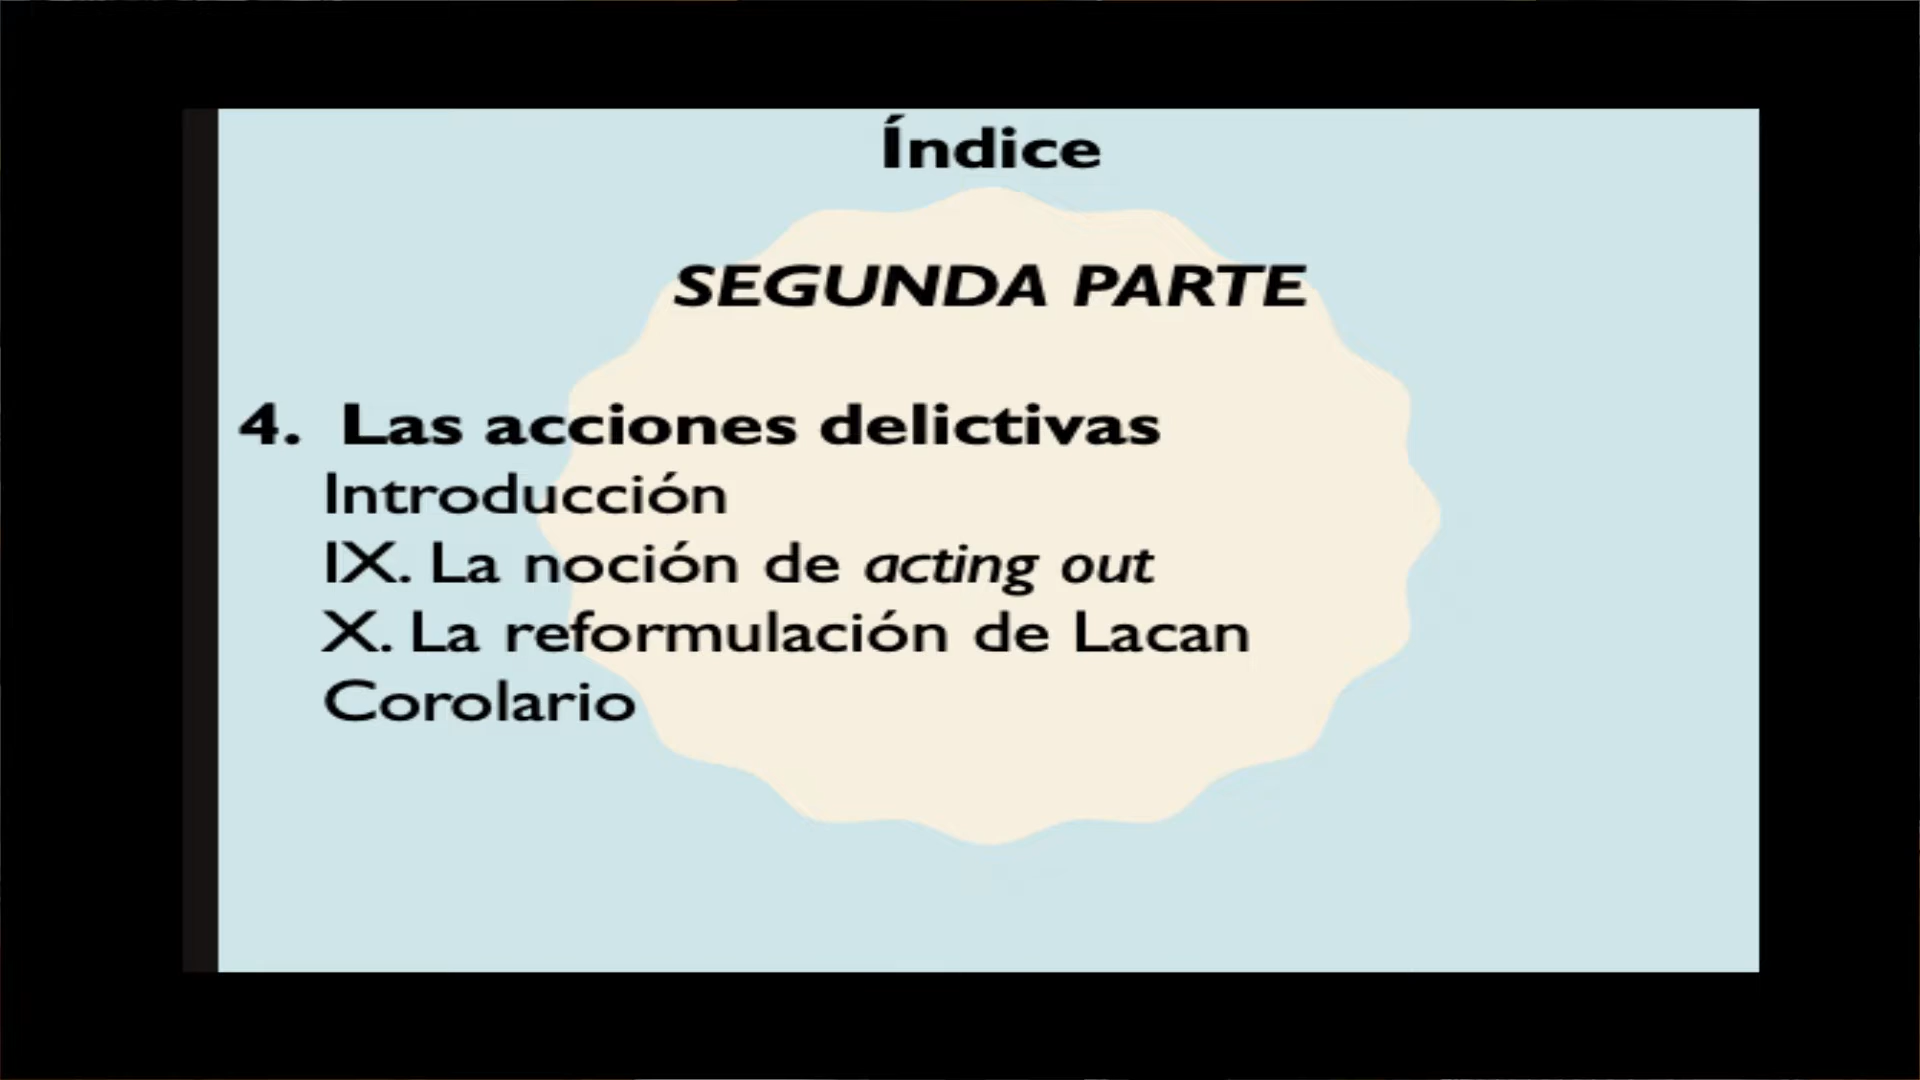 Índice
SEGUNDA PARTE
4. Las acciones delictivas
Introducción
IX. La noción de acting out
X. La reformulación de Lacan
Corolario